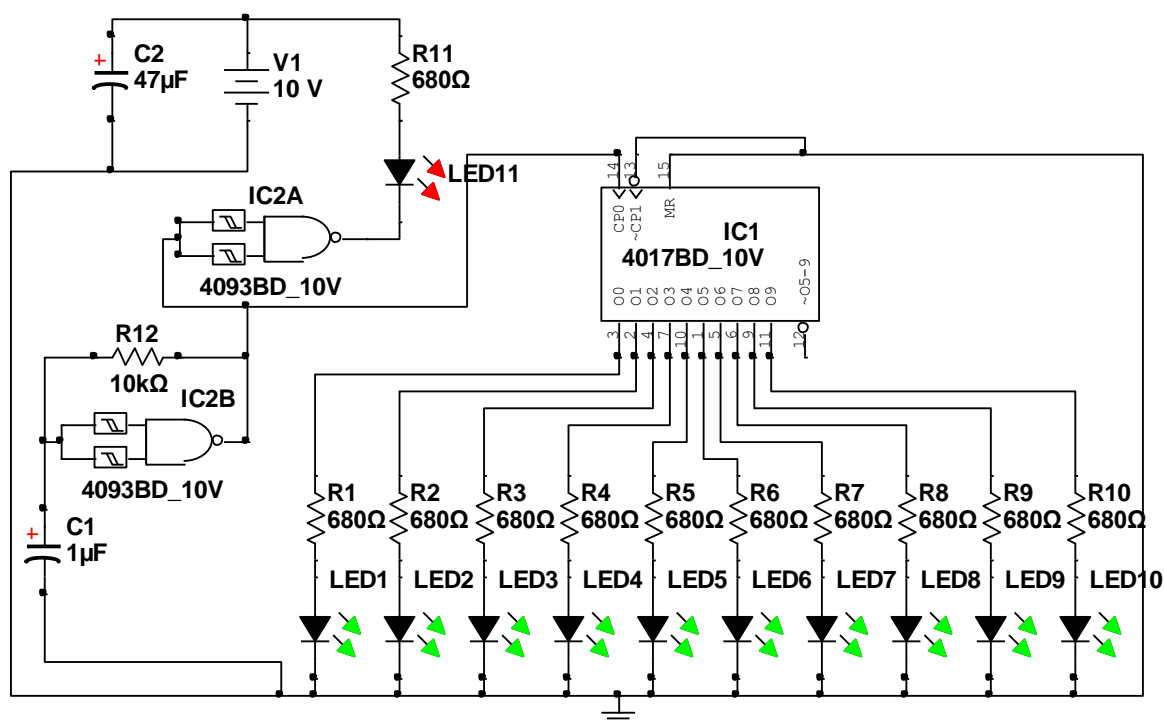 +
C2
47µF
V1
10 V
R11
680Ω
LED11
IC2A
4093BD_10V
14
13
15
CP0
~CP1
MR
IC1
4017BD_10V
O0
O1
O2
O3
O4
O5
O6
O7
O8
O9
~O5-9
3
2
4
7
10
1
5
6
9
11
12
R12
10kΩ
IC2B
4093BD_10V
+
C1
1µF
R1
680Ω
R2
680Ω
R3
680Ω
R4
680Ω
R5
680Ω
R6
680Ω
R7
680Ω
R8
680Ω
R9
680Ω
R10
680Ω
LED1
LED2
LED3
LED4
LED5
LED6
LED7
LED8
LED9
LED10